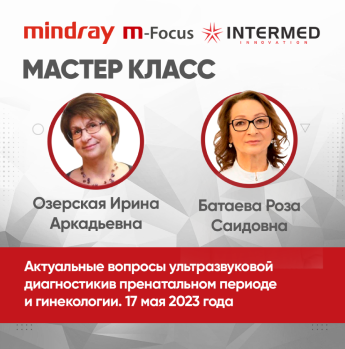 mindray m-Focus INTERMED
INNOVATION
МАСТЕР КЛАСС
Озерская Ирина
Аркадьевна
Батаева Роза
Саидовна
Актуальные вопросы ультразвуковой
диагностикив пренатальном периоде
и гинекологии. 17 мая 2023 года